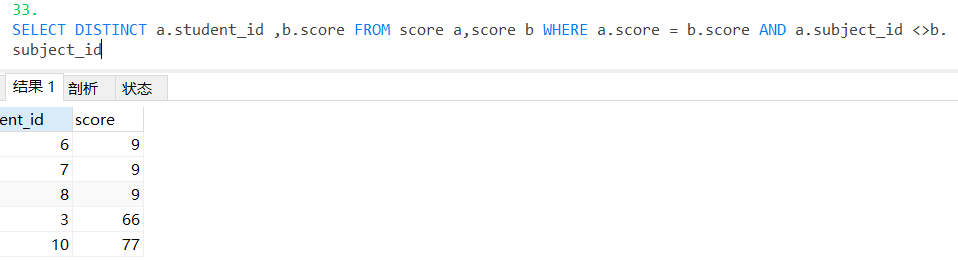 33.
SELECT DISTINCT a.student_id ,b.score FROM score a,score b WHERE a.score = b.score AND a.subject_id <>b.
subject_id
结果 1 剖析 状态
ent_id score
6 9
7 9
8 9
3 66
10 77